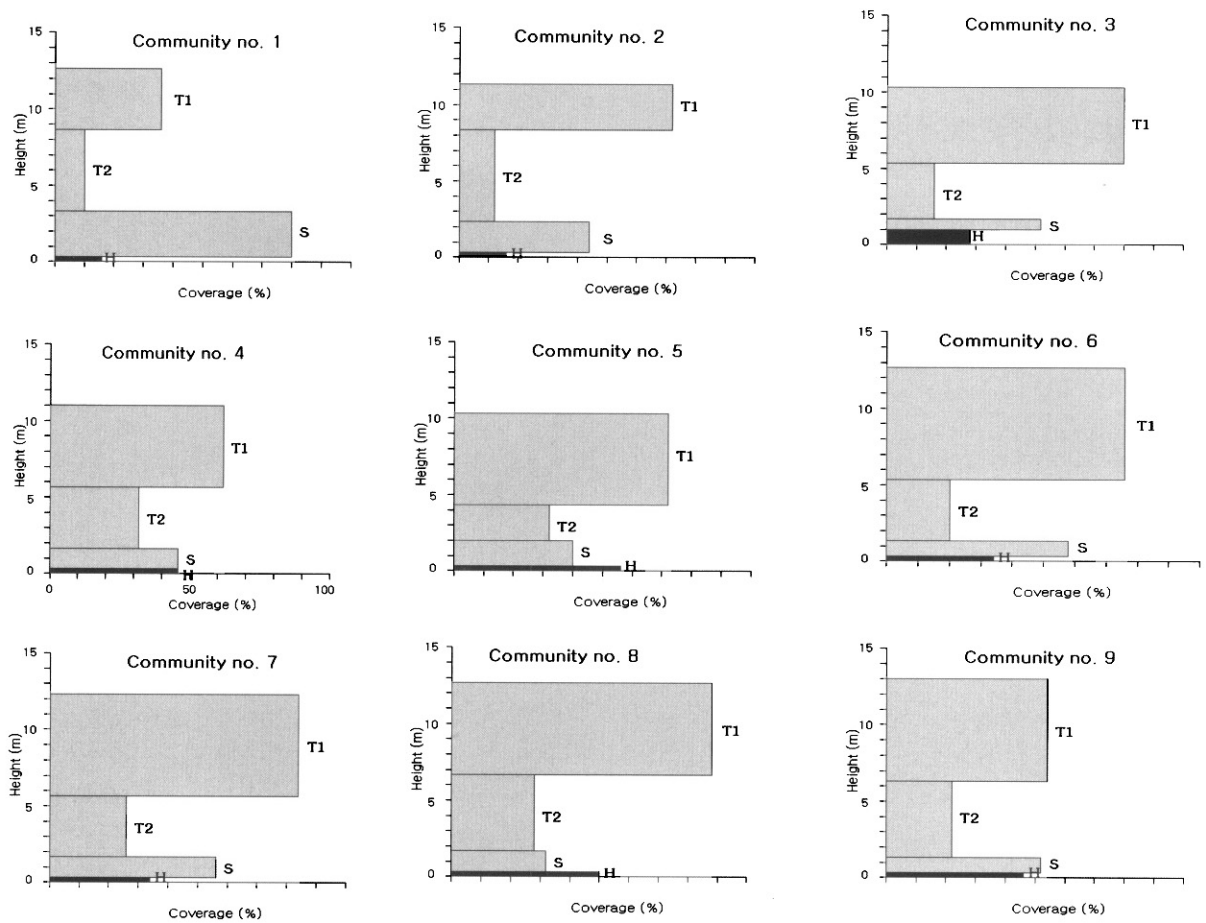 Community no. 1
15
10
5
0
Height (m)
T1
T2
S
H
Coverage (%)
Community no. 2
15
10
5
0
Height (m)
T1
T2
S
H
Coverage (%)
Community no. 3
15
10
5
0
Height (m)
T1
T2
S
H
Coverage (%)
Community no. 4
15
10
5
0
Height (m)
T1
T2
S
H
0 50 100
Coverage (%)
Community no. 5
15
10
5
0
Height (m)
T1
T2
S
H
Coverage (%)
Community no. 6
15
10
5
0
Height (m)
T1
T2
S
H
Coverage (%)
Community no. 7
15
10
5
0
Height (m)
T1
T2
S
H
Coverage (%)
Community no. 8
15
10
5
0
Height (m)
T1
T2
S
H
Coverage (%)
Community no. 9
15
10
5
0
Height (m)
T1
T2
S
H
Coverage (%)